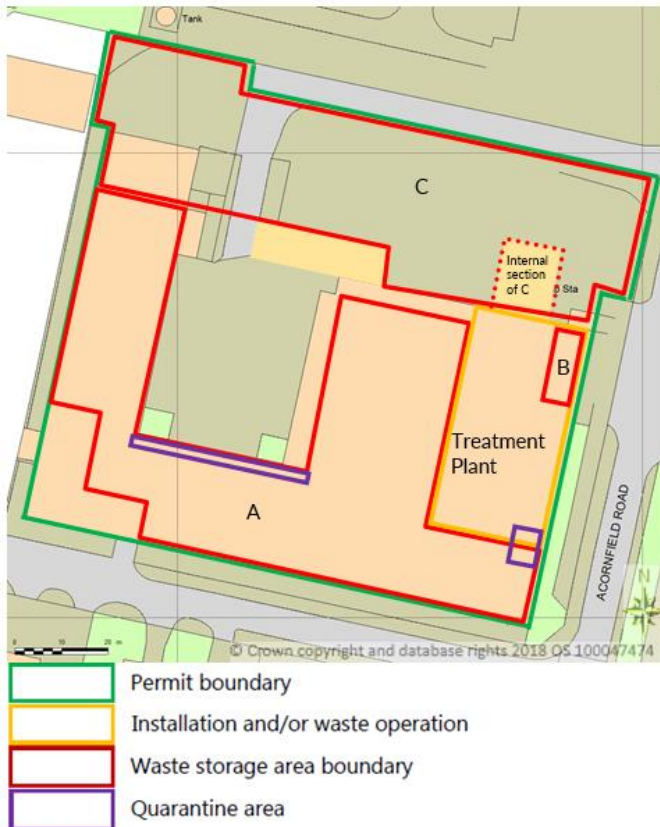 Tank
C
Internal
section
of C
Sta
B
Treatment
Plant
A
ACORNFIELD ROAD
N
© Crown copyright and database rights 2018 OS 100047474
Permit boundary
Installation and/or waste operation
Waste storage area boundary
Quarantine area